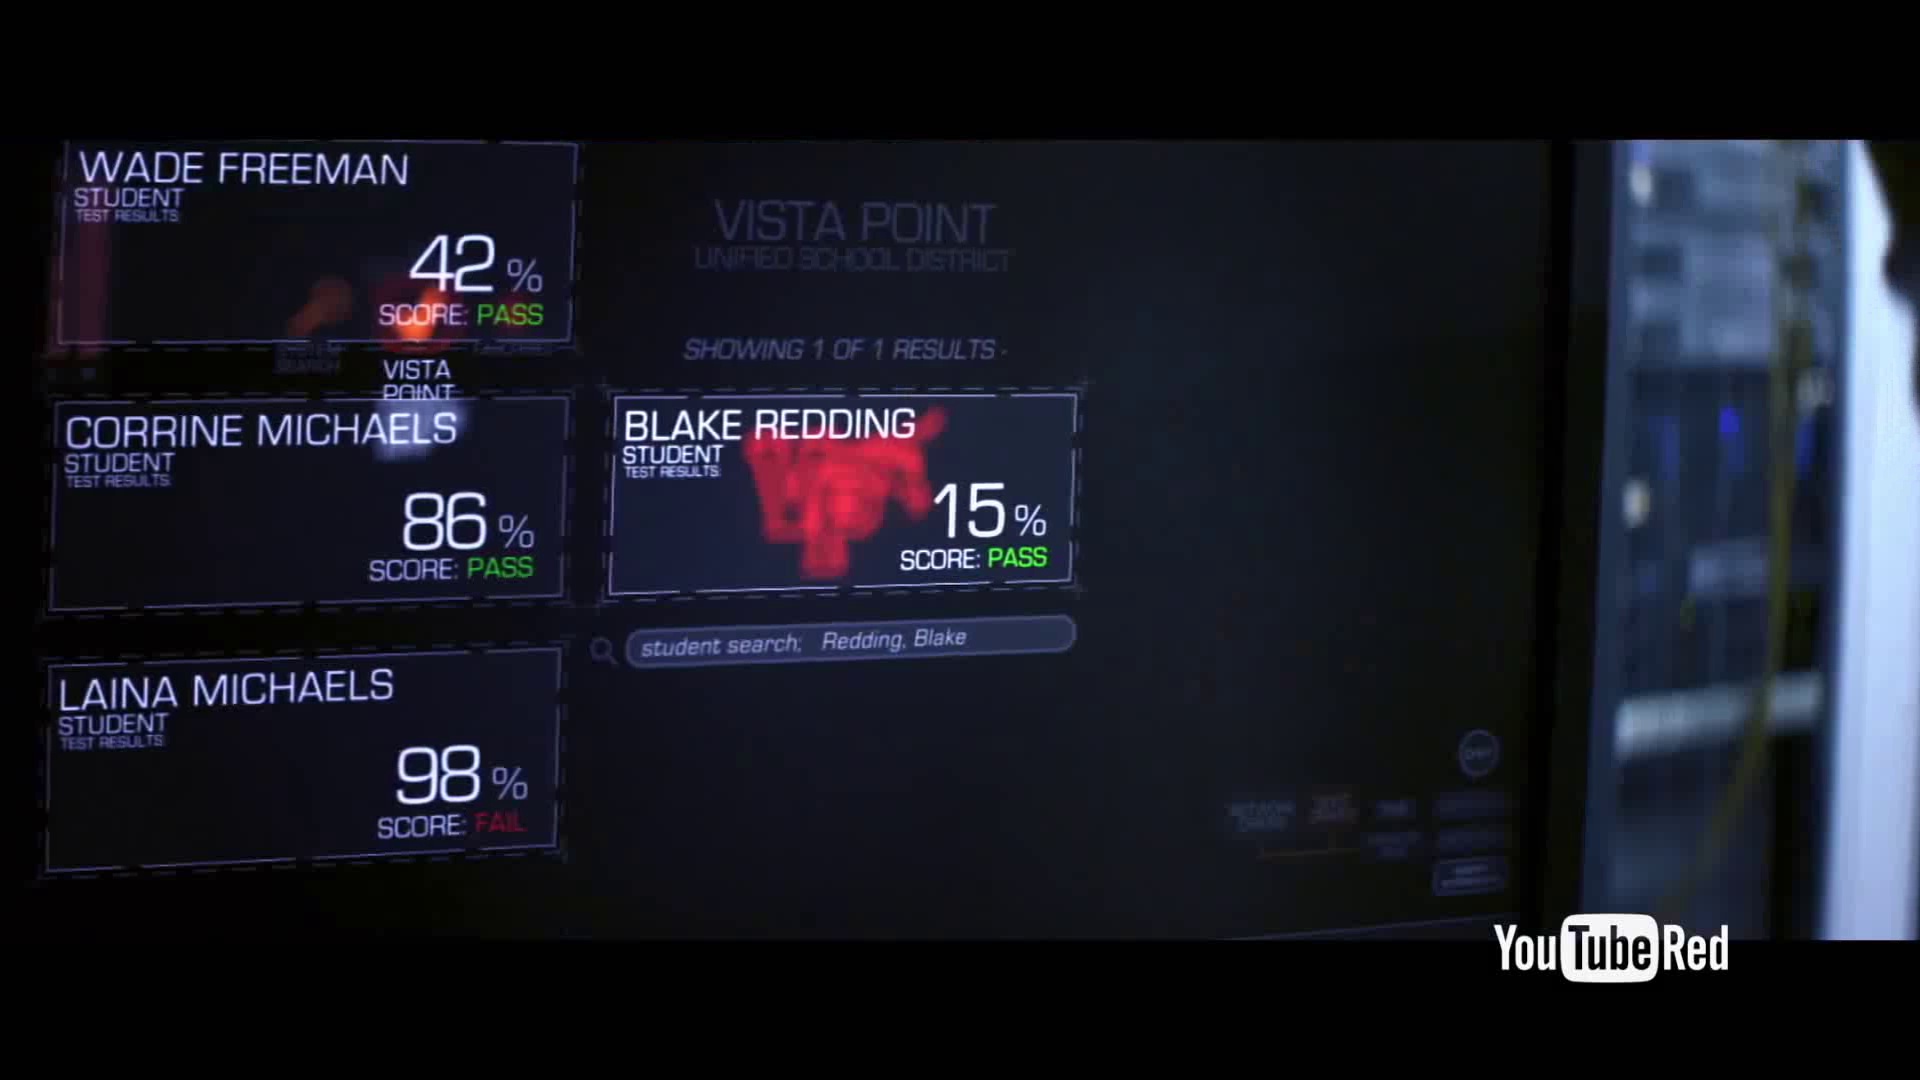 WADE FREEMAN
STUDENT
TEST RESULTS:
42 %
SCORE: PASS
VISTA
POINT
CORRINE MICHAELS
STUDENT
TEST RESULTS:
86 %
SCORE: PASS
LAINA MICHAELS
STUDENT
TEST RESULTS:
98 %
SCORE: FAIL
VISTA POINT
UNIFIED SCHOOL DISTRICT
SHOWING 1 OF 1 RESULTS -
BLAKE REDDING
STUDENT
TEST RESULTS:
15 %
SCORE: PASS
student search; Redding, Blake
YouTube Red